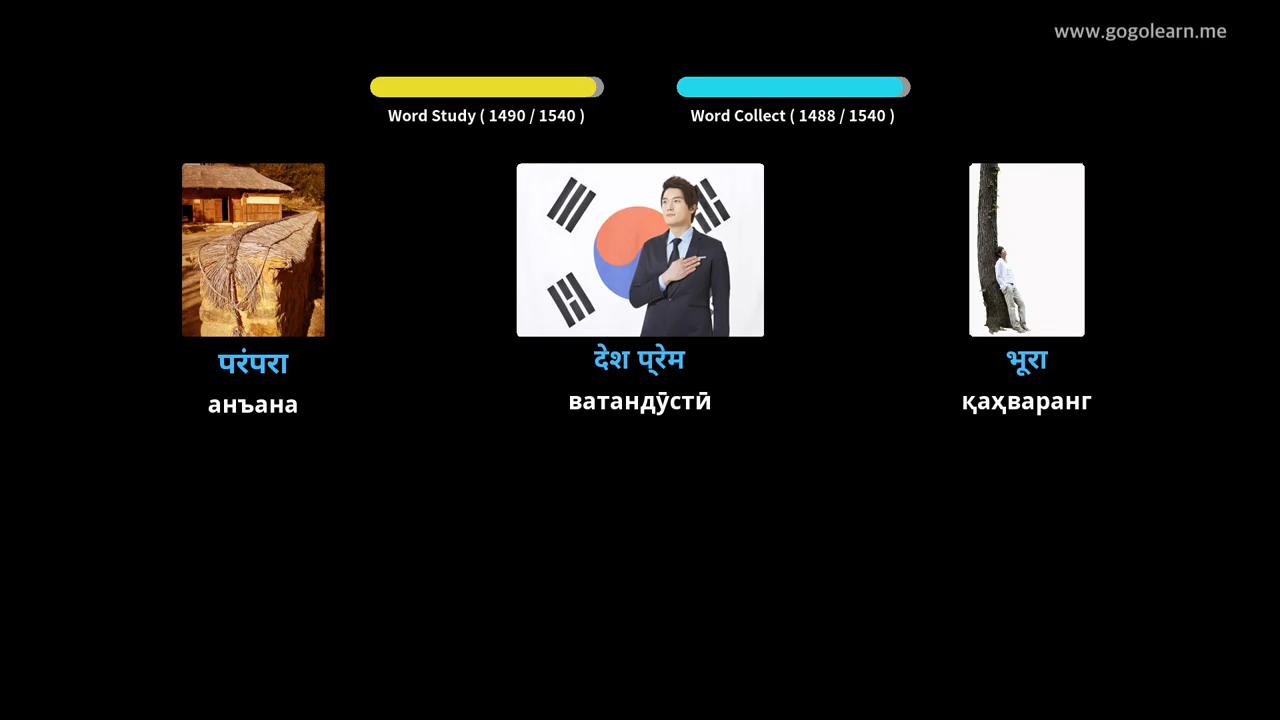 www.gogolearn.me
Word Study ( 1490 / 1540 )
Word Collect ( 1488 / 1540 )
परंपरा
देश प्रेम
भूरा
анъана
ватандӯстӣ
қаҳваранг